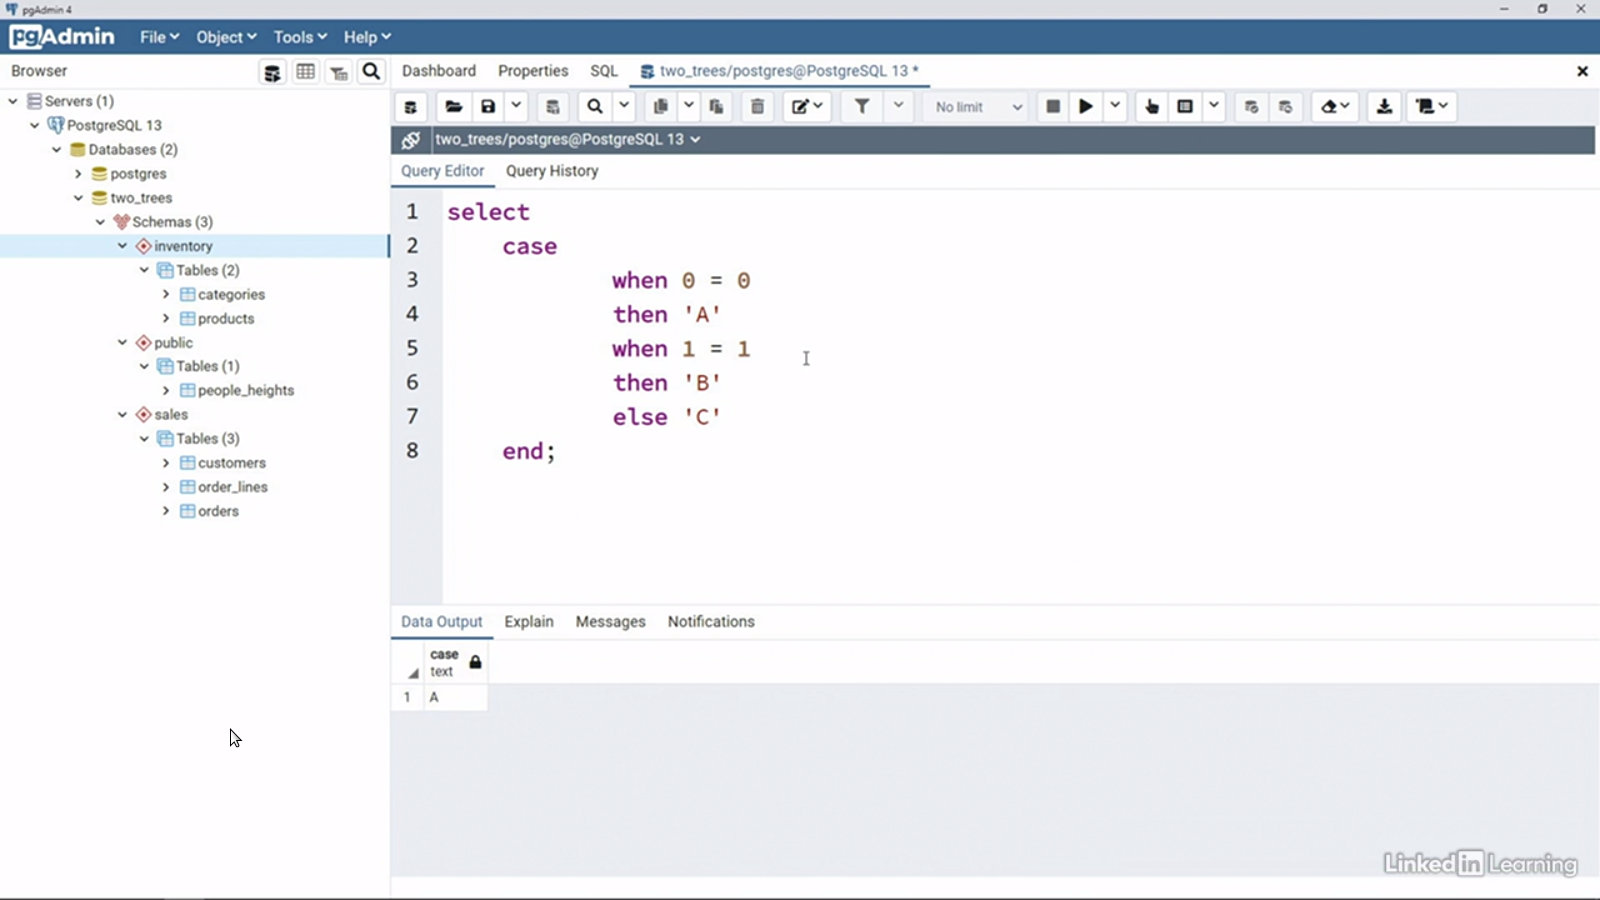 pgAdmin 4
pgAdmin File Object Tools Help
Browser
Dashboard Properties SQL two_trees/postgres@PostgreSQL 13 *
Servers (1)
PostgreSQL 13
Databases (2)
postgres
two_trees
Schemas (3)
inventory
Tables (2)
categories
products
public
Tables (1)
people_heights
sales
Tables (3)
customers
order_lines
orders
No limit
two_trees/postgres@PostgreSQL 13
Query Editor Query History
1 select
2 case
3 when 0 = 0
4 then 'A'
5 when 1 = 1
6 then 'B'
7 else 'C'
8 end;
Data Output Explain Messages Notifications
case
text
1 A
Linked in Learning